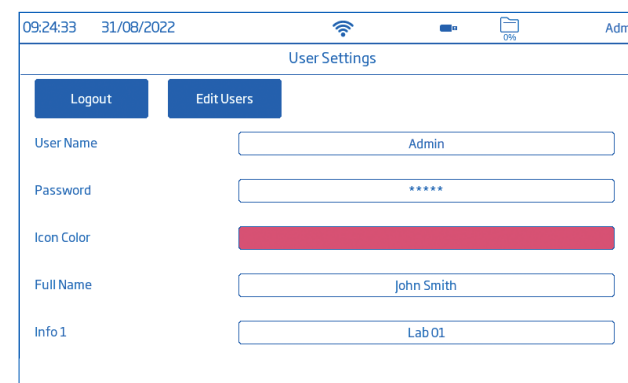 09:24:33 31/08/2022 0% Adm
User Settings
Logout Edit Users
User Name Admin
Password *****
Icon Color
Full Name John Smith
Info 1 Lab 01